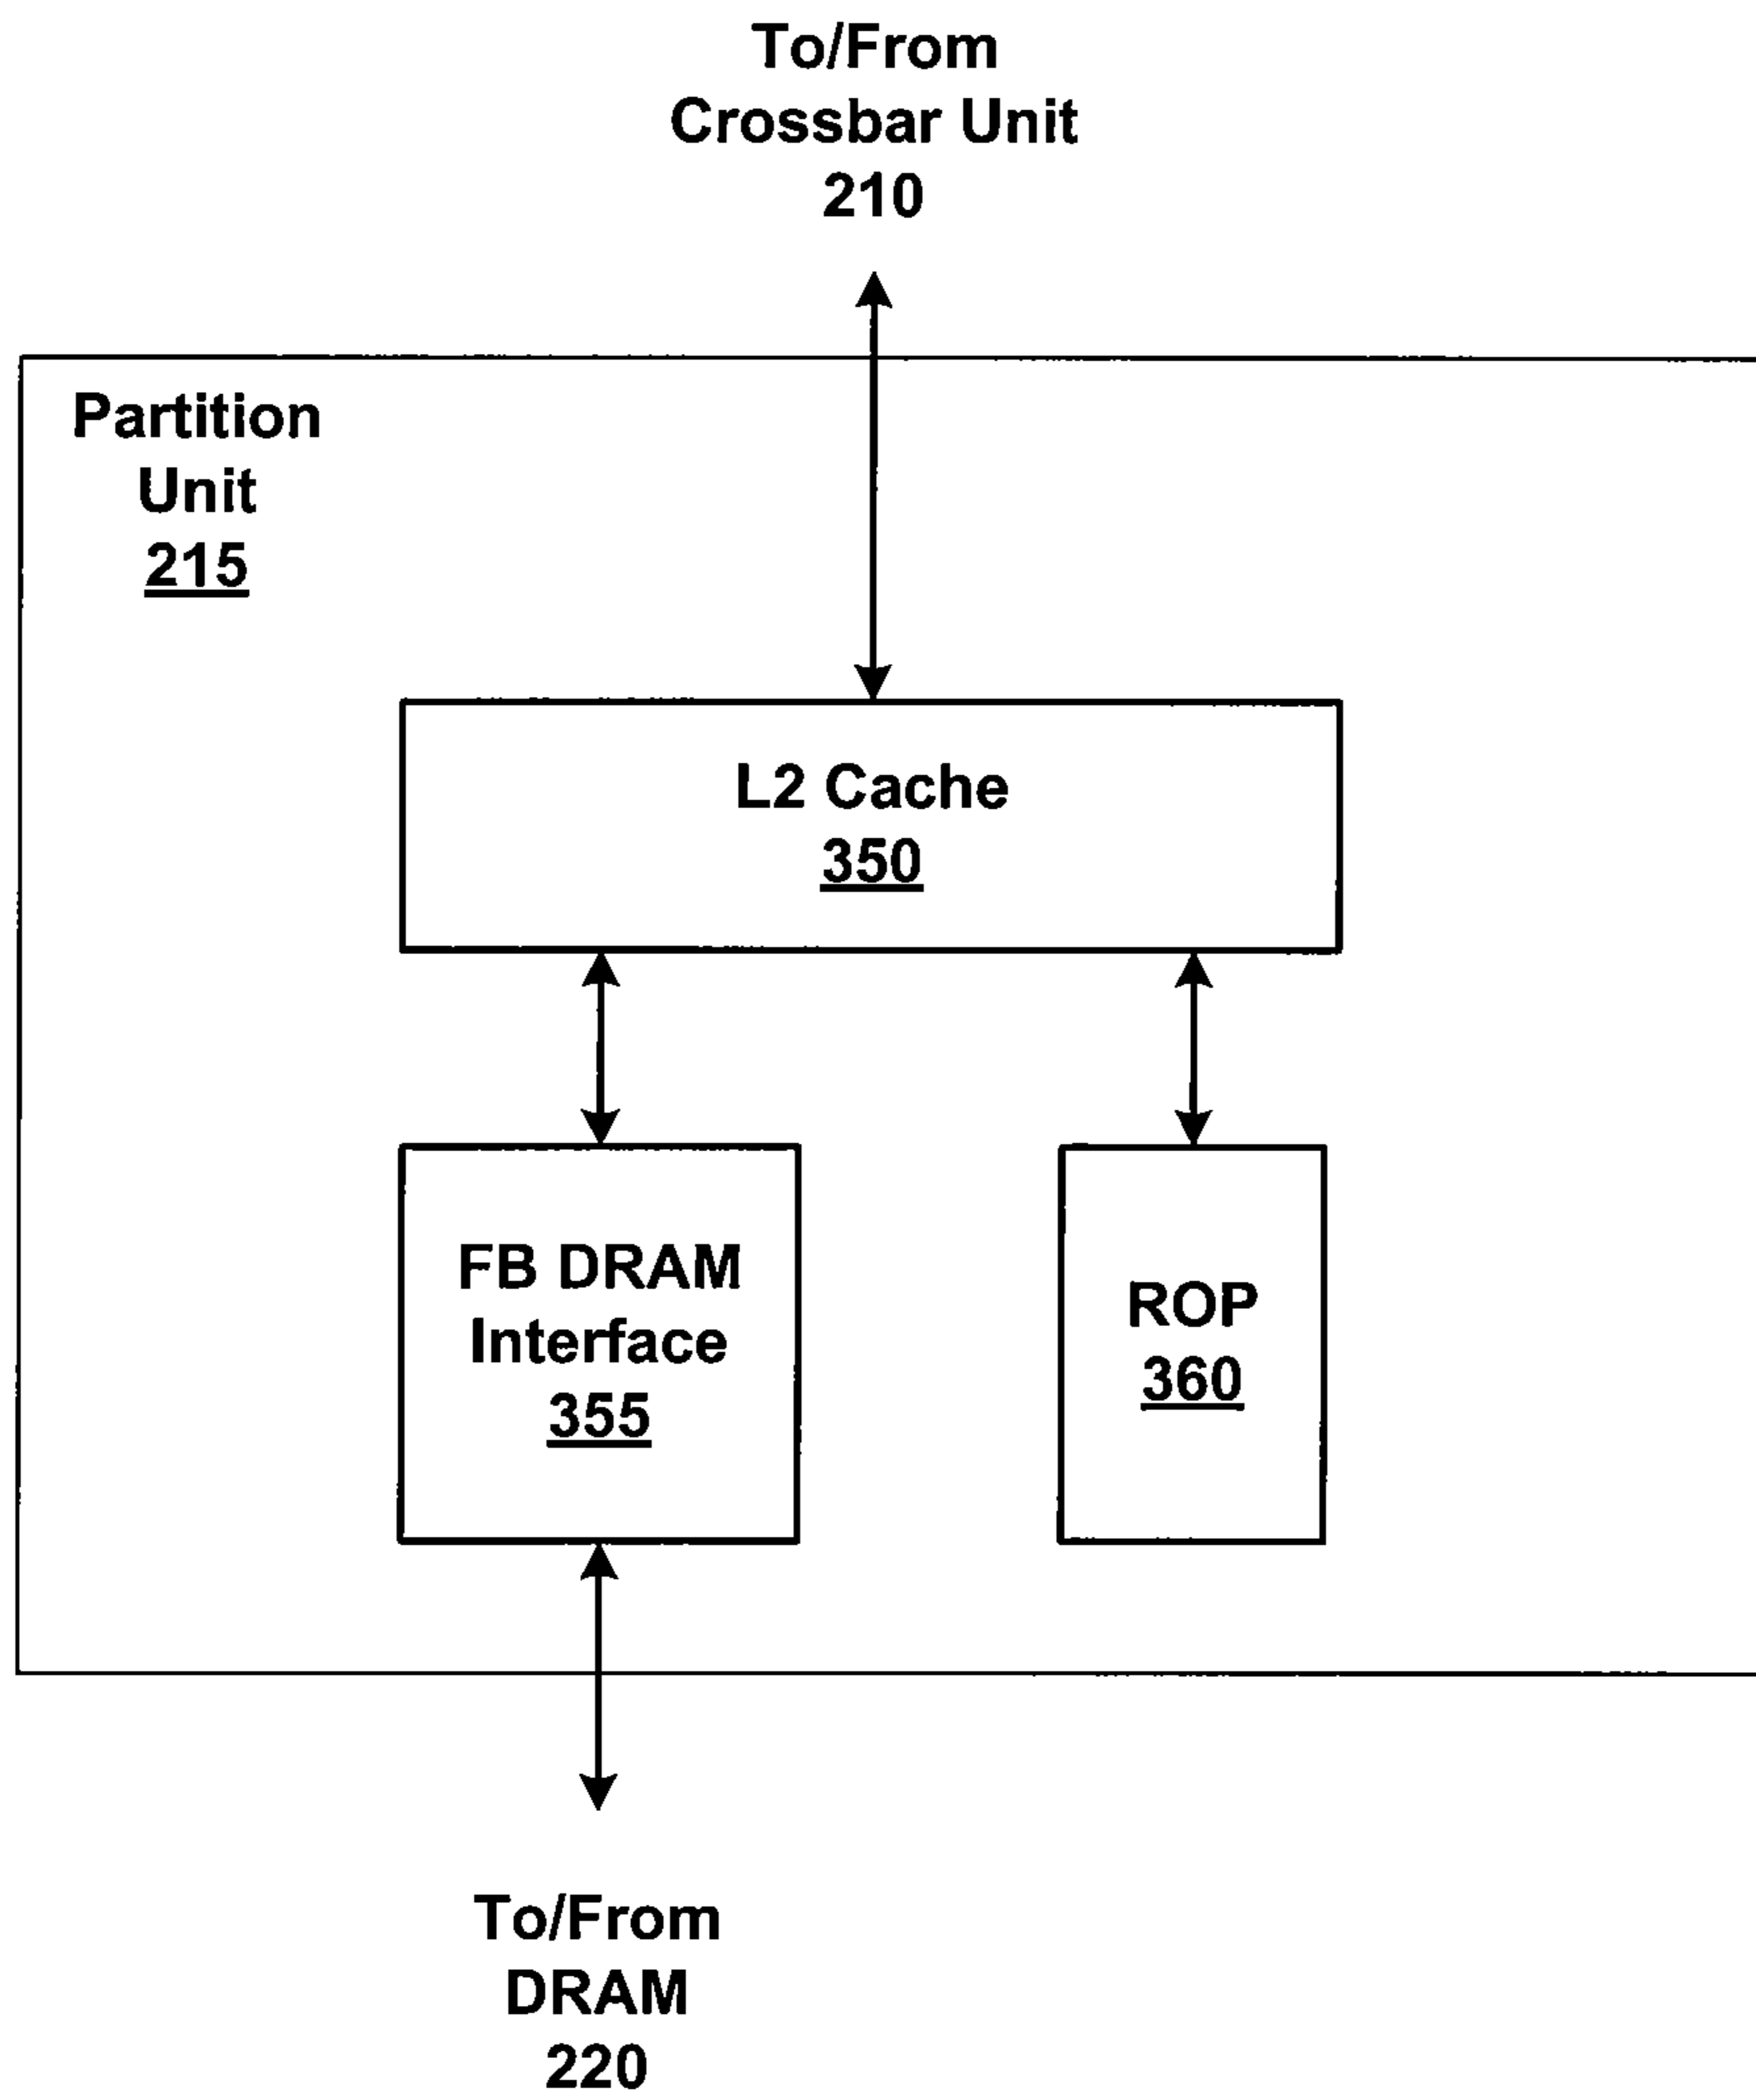 To/From
Crossbar Unit
210
Partition
Unit
215
L2 Cache
350
FB DRAM
Interface
355
ROP
360
To/From
DRAM
220